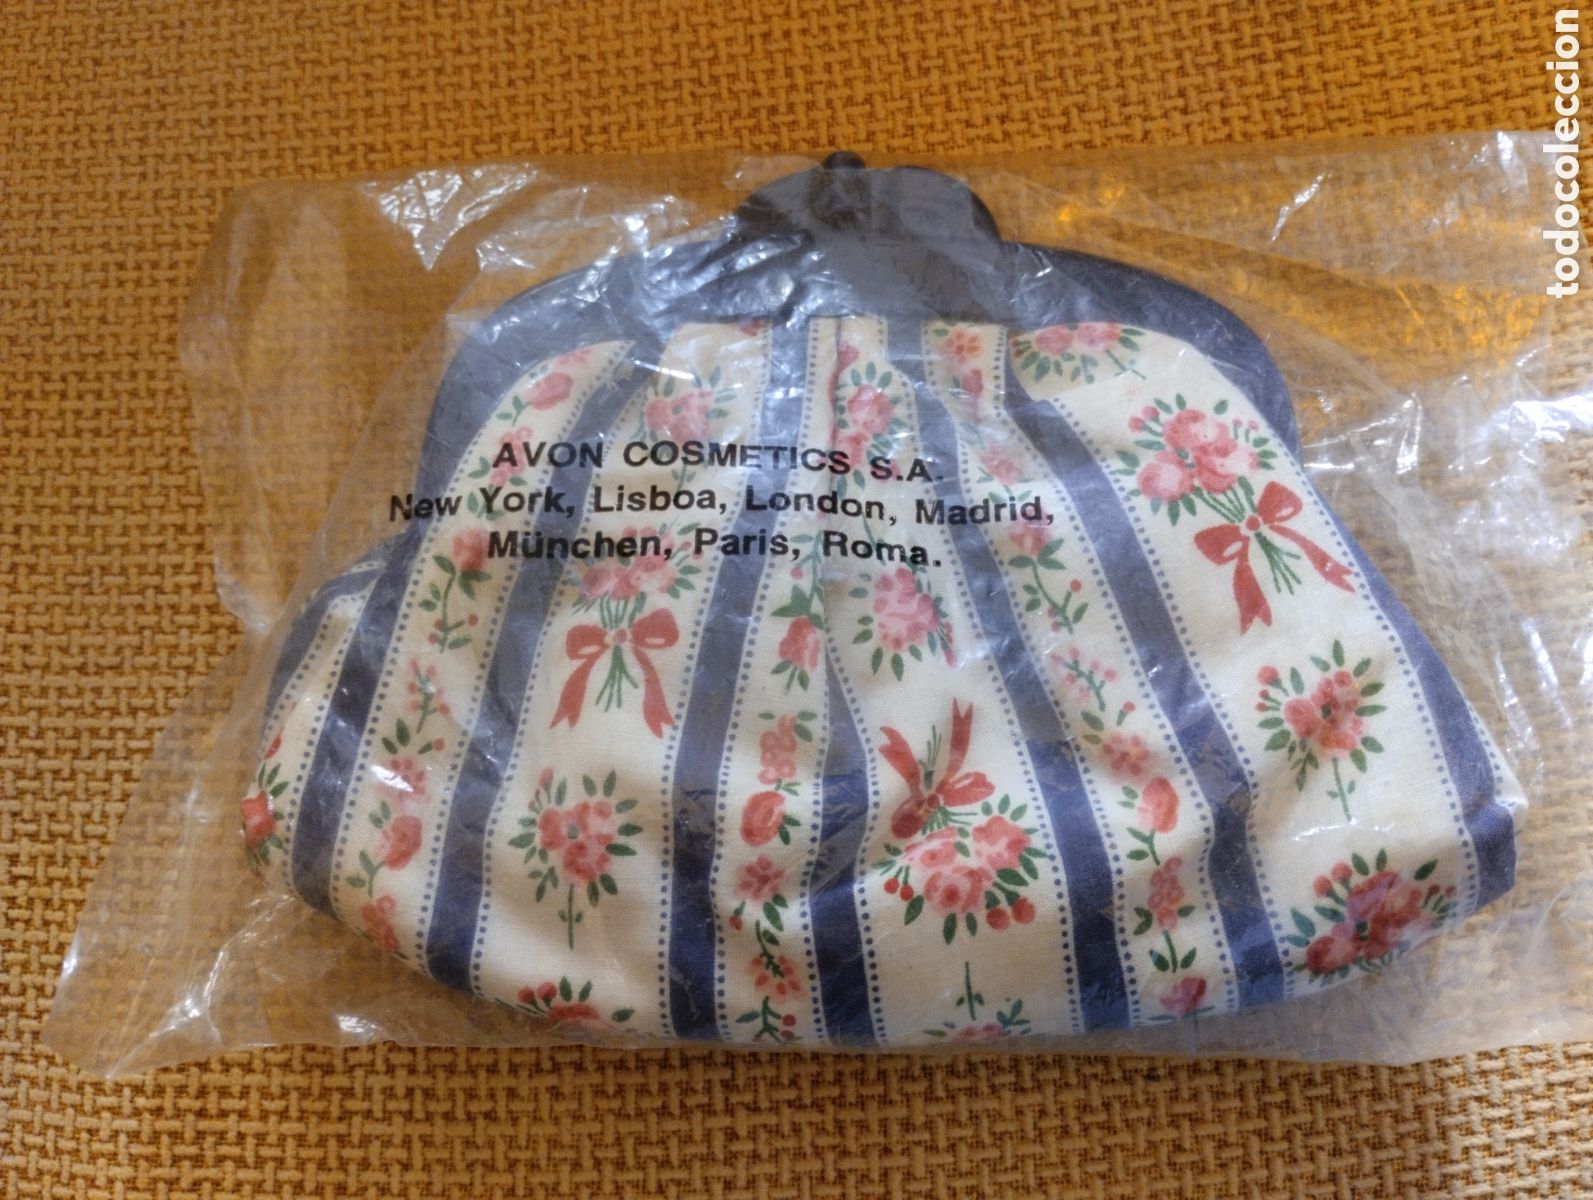 AVON COSMETICS S.A.
New York, Lisboa, London, Madrid,
München, Paris, Roma.
todocoleccion